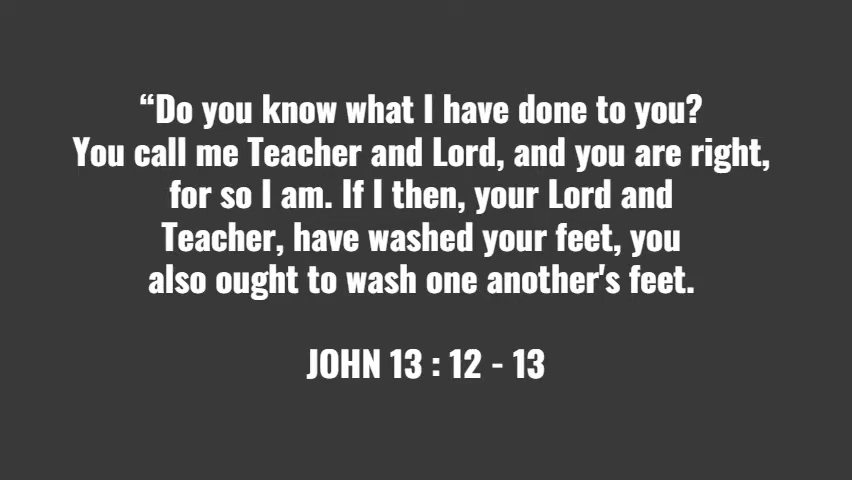 “Do you know what I have done to you?
You call me Teacher and Lord, and you are right,
for so I am. If I then, your Lord and
Teacher, have washed your feet, you
also ought to wash one another's feet.
JOHN 13 : 12 - 13